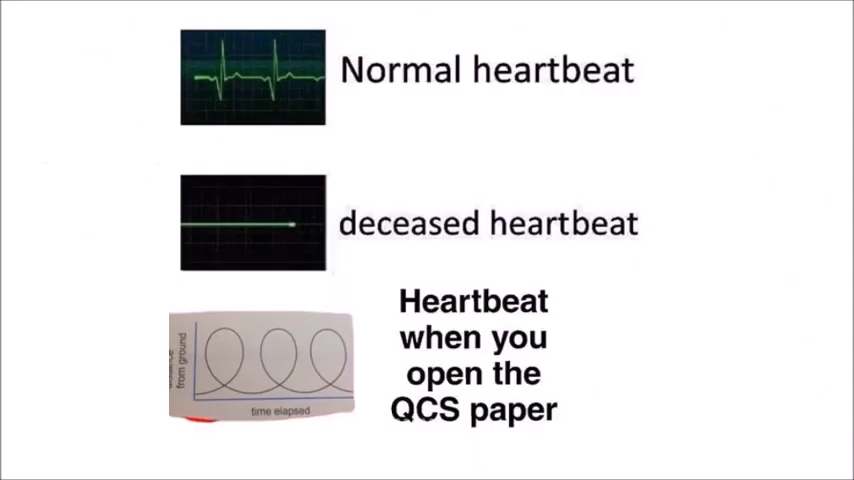 Normal heartbeat
deceased heartbeat
Heartbeat
when you
open the
QCS paper
from ground
time elapsed